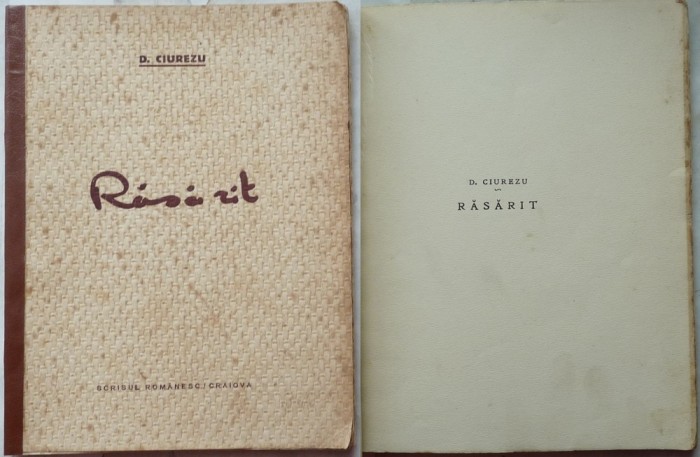 D. CIUREZU
Răsărit
SCRISUL ROMÂNESC / CRAIOVA
D. CIUREZU
RĂSĂRIT